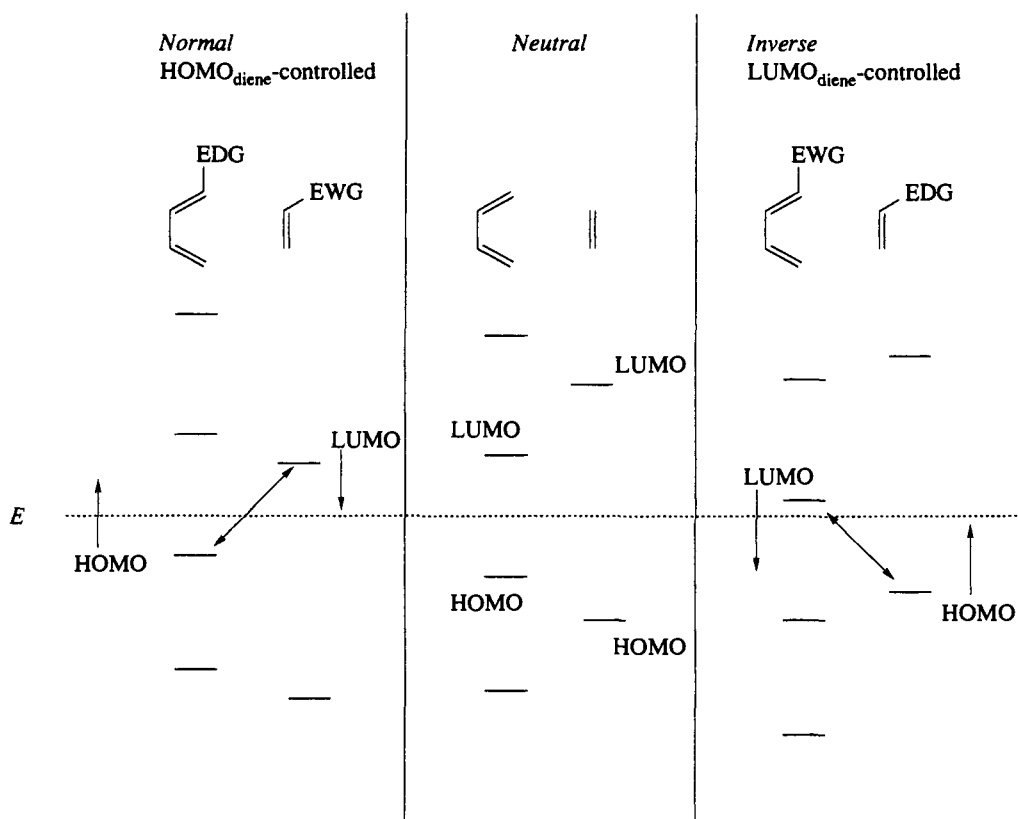 Normal
HOMOdiene-controlled
EDG
EWG
LUMO
E
HOMO
Neutral
LUMO
LUMO
HOMO
HOMO
Inverse
LUMOdiene-controlled
EWG
EDG
LUMO
HOMO